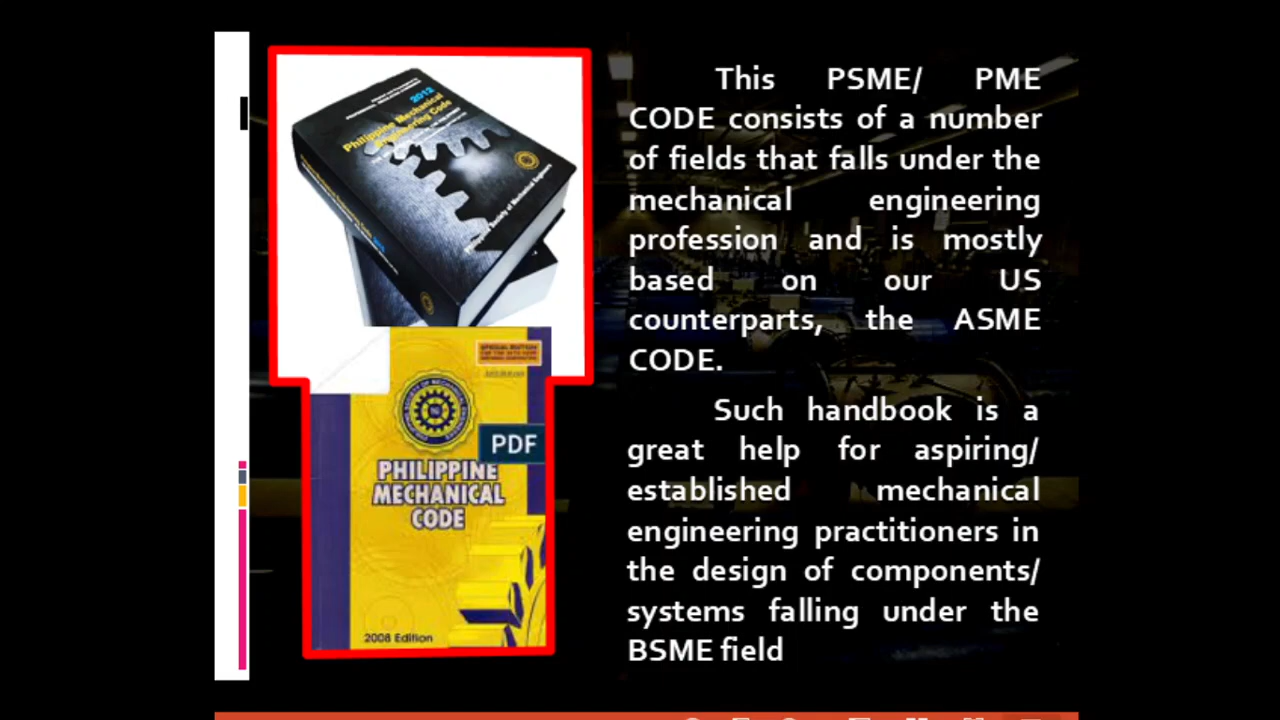 2012
Philippine Mechanical
Engineering Code
SPECIAL EDITION
PDF
PHILIPPINE
MECHANICAL
CODE
2008 Edition
This PSME/ PME
CODE consists of a number
of fields that falls under the
mechanical engineering
profession and is mostly
based on our US
counterparts, the ASME
CODE.
Such handbook is a
great help for aspiring/
established mechanical
engineering practitioners in
the design of components/
systems falling under the
BSME field